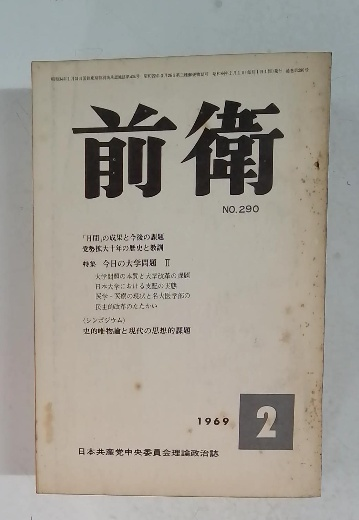 前衛
NO.290
「月間」の成果と今後の課題
党勢拡大十年の歴史と教訓
特集 今日の大学問題 Ⅱ
大学問題の本質と大学改革の課題
日本大学における支配の実態
医学・医療の現状と名大医学部の
民主的改革のたたかい
〈シンポジウム〉
史的唯物論と現代の思想的課題
1969 2
日本共産党中央委員会理論政治誌